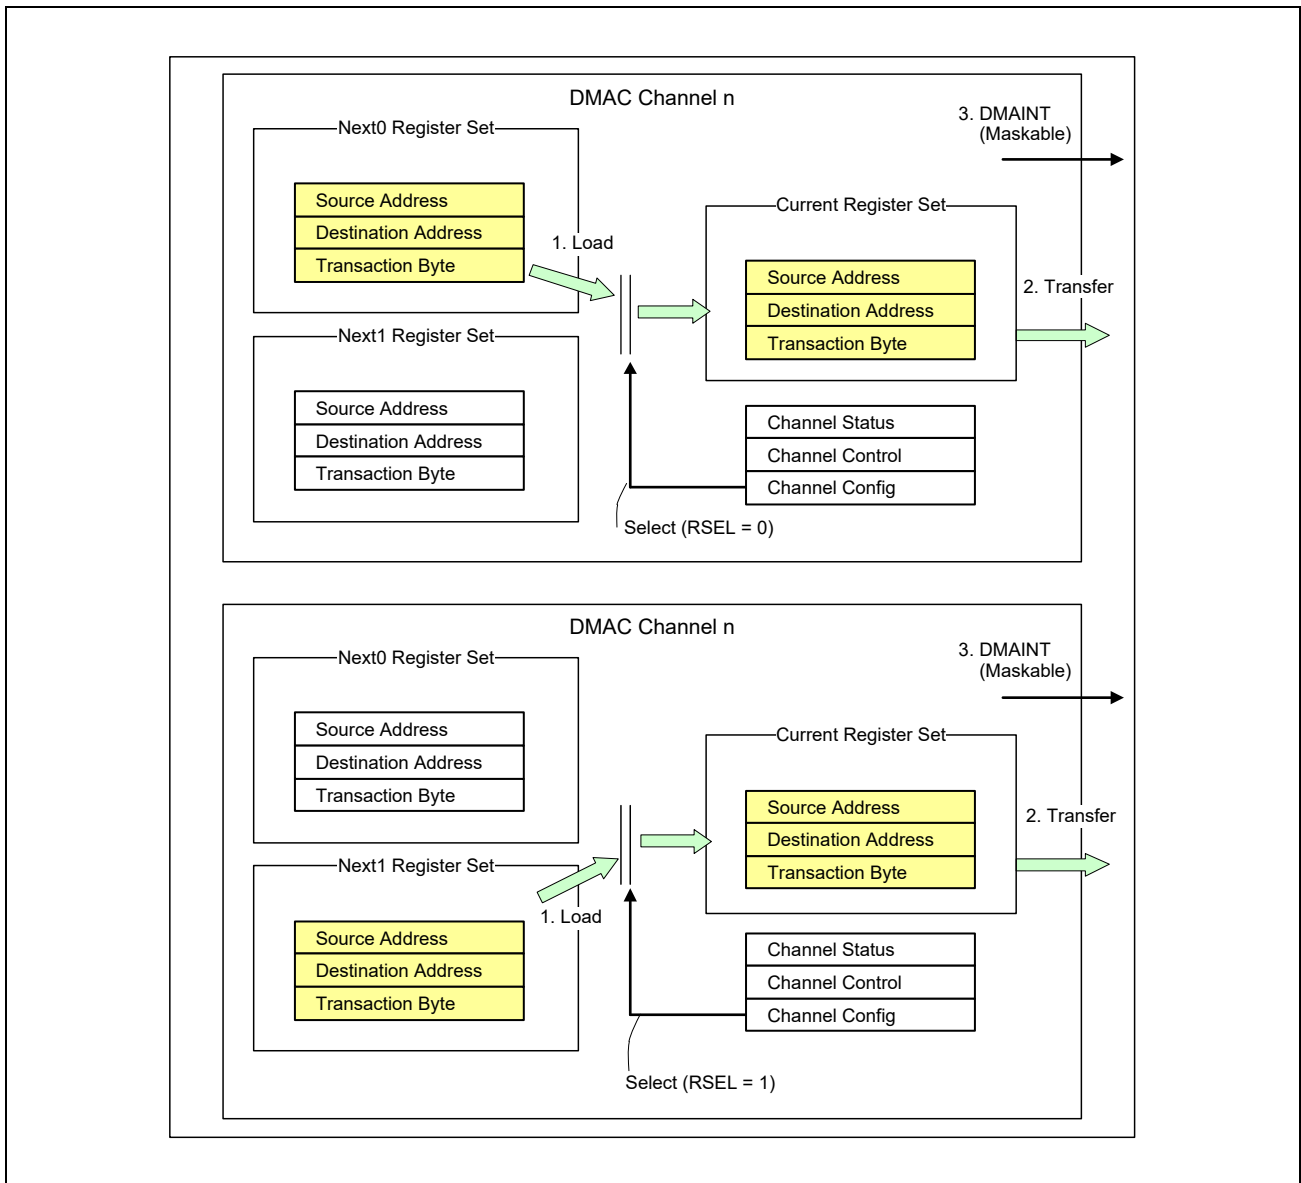 DMAC Channel n
Next0 Register Set
Source Address
Destination Address
Transaction Byte
1. Load
Next1 Register Set
Source Address
Destination Address
Transaction Byte
3. DMAINT
(Maskable)
Current Register Set
Source Address
Destination Address
Transaction Byte
2. Transfer
Channel Status
Channel Control
Channel Config
Select (RSEL = 0)
DMAC Channel n
Next0 Register Set
Source Address
Destination Address
Transaction Byte
Next1 Register Set
1. Load
Source Address
Destination Address
Transaction Byte
3. DMAINT
(Maskable)
Current Register Set
Source Address
Destination Address
Transaction Byte
2. Transfer
Channel Status
Channel Control
Channel Config
Select (RSEL = 1)